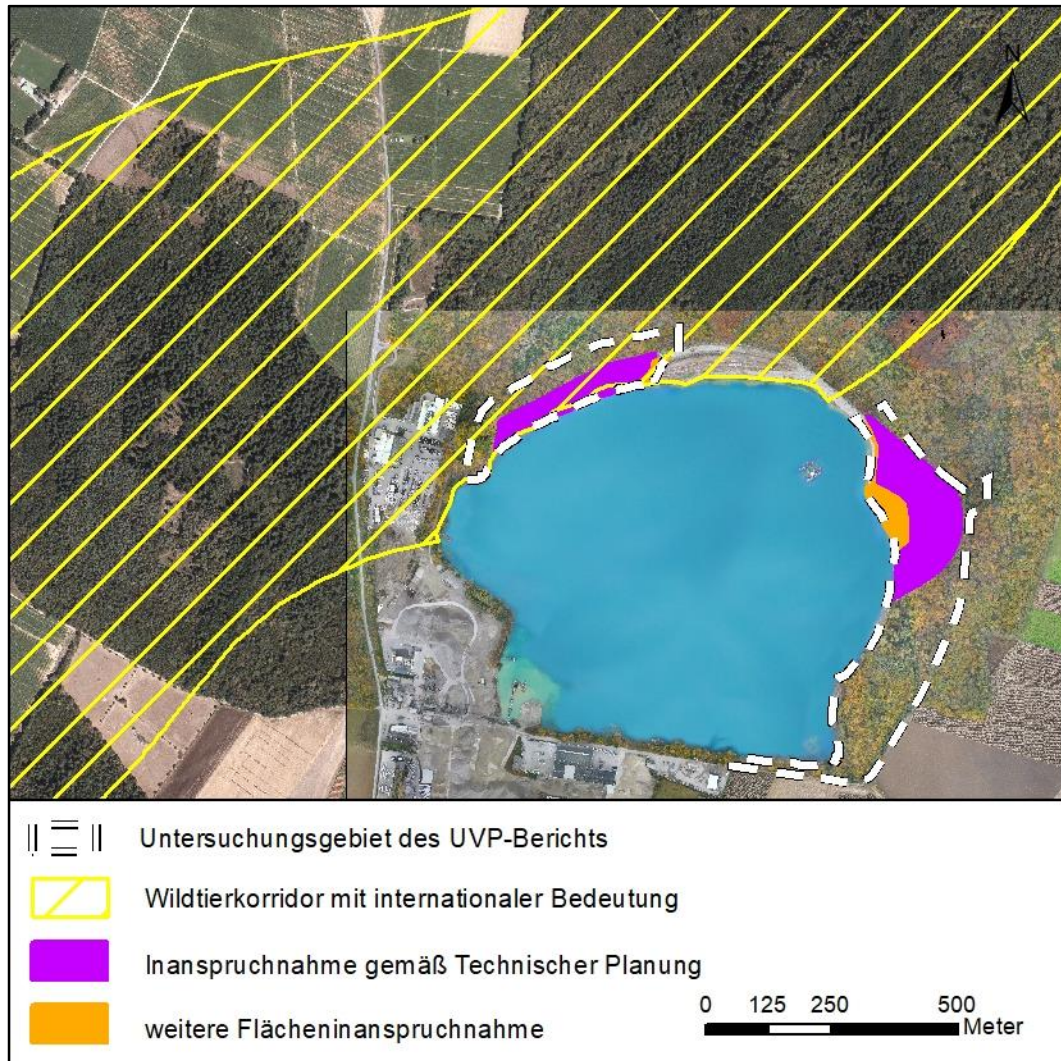 N
Untersuchungsgebiet des UVP-Berichts
Wildtierkorridor mit internationaler Bedeutung
Inanspruchnahme gemäß Technischer Planung
weitere Flächeninanspruchnahme
0 125 250 500
Meter